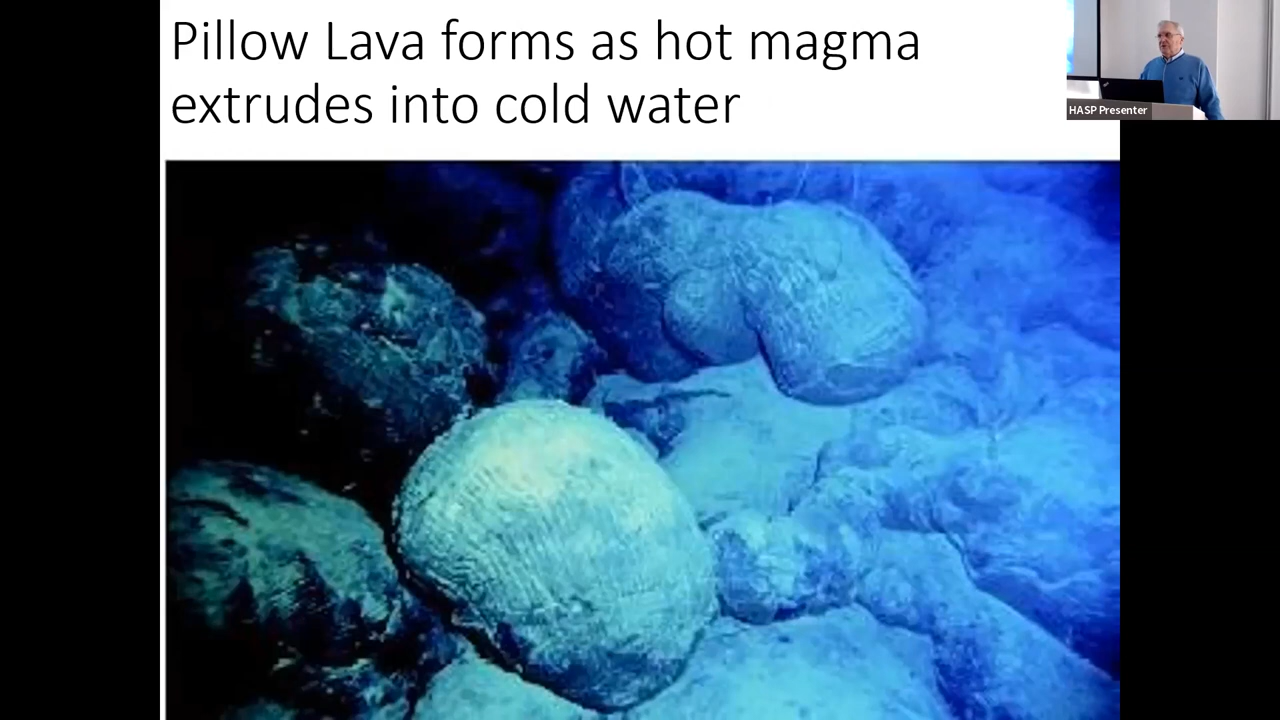 Pillow Lava forms as hot magma
extrudes into cold water
HASP Presenter